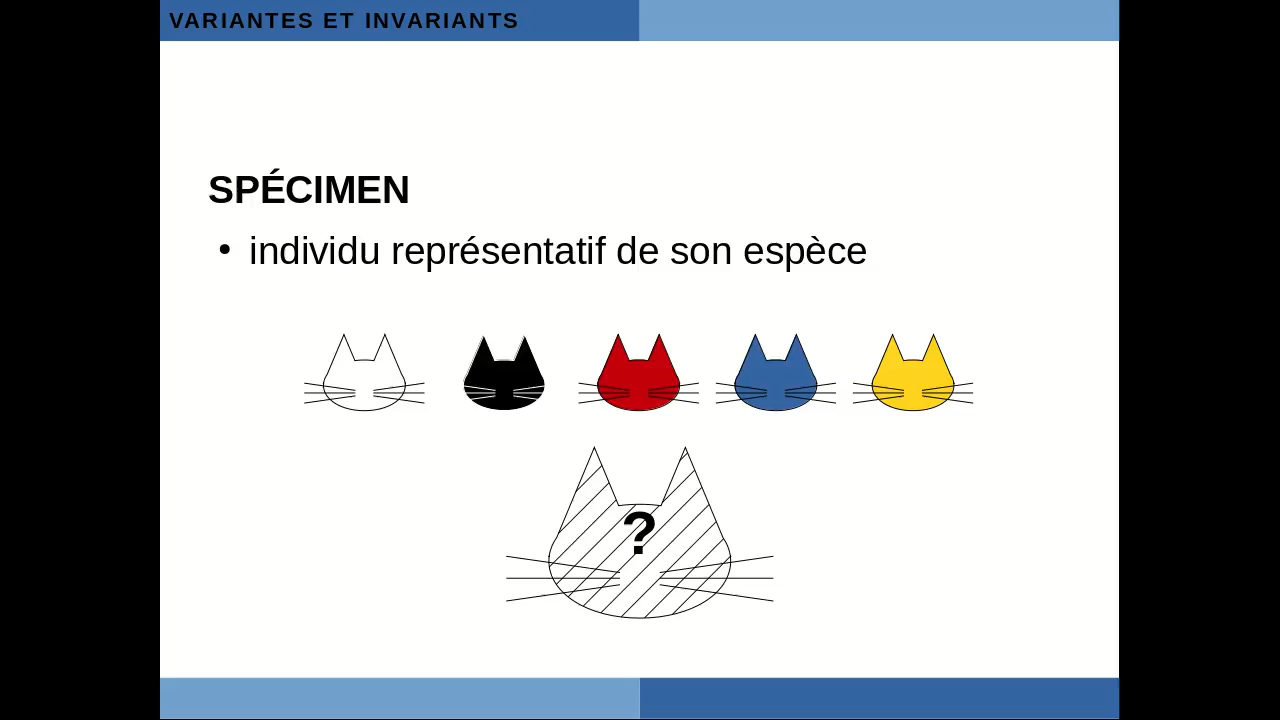 VARIANTES ET INVARIANTS
SPÉCIMEN
• individu représentatif de son espèce
?